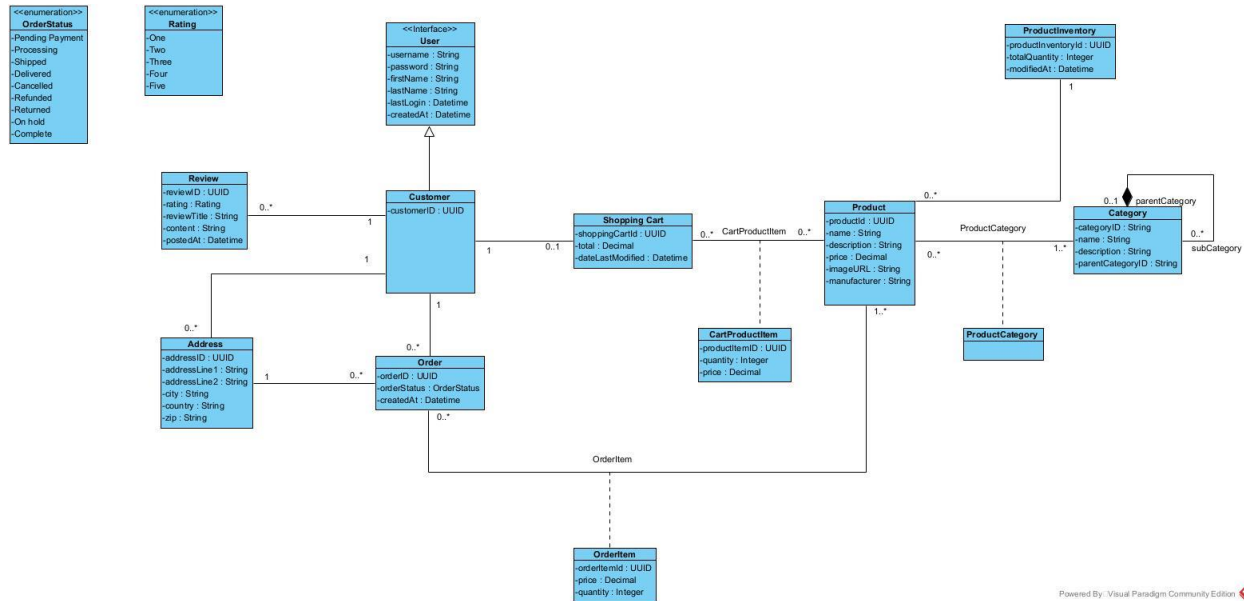 <<enumeration>>
OrderStatus
-Pending Payment
-Processing
-Shipped
-Delivered
-Cancelled
-Refunded
-Returned
-On hold
-Complete
<<enumeration>>
Rating
-One
-Two
-Three
-Four
-Five
<<Interface>>
User
-username : String
-password : String
-firstName : String
-lastName : String
-lastLogin : Datetime
-createdAt : Datetime
ProductInventory
-productInventoryId : UUID
-totalQuantity : Integer
-modifiedAt : Datetime
1
0..*
Review
-reviewID : UUID
-rating : Rating
-reviewTitle : String
-content : String
-postedAt : Datetime
0..*
1
Customer
-customerID : UUID
1
0..*
1
0..*
1
0..1
Shopping Cart
-shoppingCartId : UUID
-total : Decimal
-dateLastModified : Datetime
0..*
CartProductItem
0..*
Product
-productId : UUID
-name : String
-description : String
-price : Decimal
-imageURL : String
-manufacturer : String
0..*
ProductCategory
1..*
0..1
parentCategory
Category
-categoryID : String
-name : String
-description : String
-parentCategoryID : String
0..*
subCategory
CartProductItem
-productItemID : UUID
-quantity : Integer
-price : Decimal
ProductCategory
Address
-addressID : UUID
-addressLine1 : String
-addressLine2 : String
-city : String
-country : String
-zip : String
1
0..*
Order
-orderID : UUID
-orderStatus : OrderStatus
-createdAt : Datetime
0..*
1..*
OrderItem
OrderItem
-orderItemId : UUID
-price : Decimal
-quantity : Integer
Powered By: Visual Paradigm Community Edition